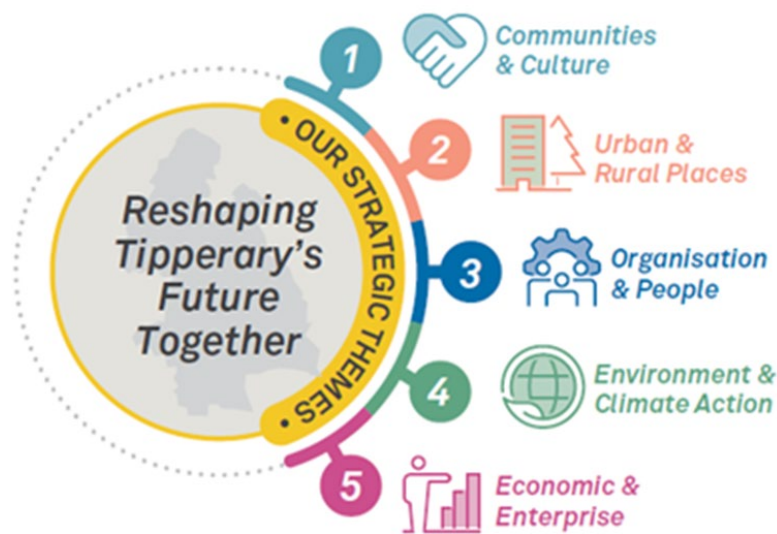 Reshaping
Tipperary's
Future
Together
• OUR STRATEGIC THEMES •
1
Communities
& Culture
2
Urban &
Rural Places
3
Organisation
& People
4
Environment &
Climate Action
5
Economic &
Enterprise